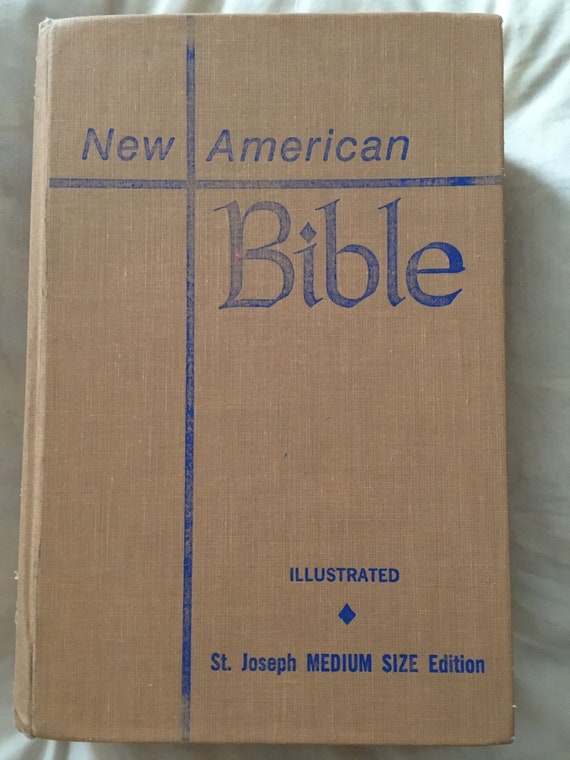 New American
Bible
ILLUSTRATED
St. Joseph MEDIUM SIZE Edition